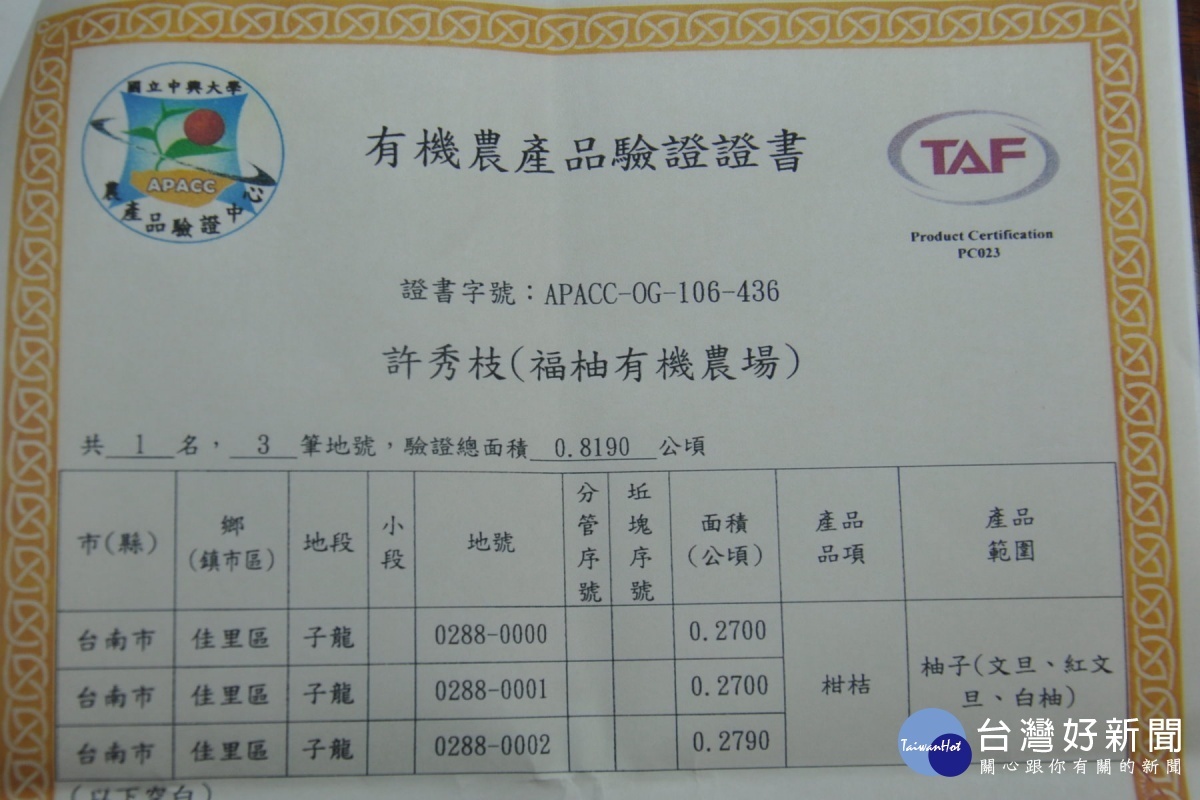 國立中興大學
APACC
農產品驗證中心
有機農產品驗證證書
TAF
Product Certification
PC023
證書字號：APACC-OG-106-436
許秀枝(福柚有機農場)
共 1 名， 3 筆地號，驗證總面積 0.8190 公頃
市(縣) 鄉(鎮市區) 地段 小段 地號 分管序號 坵塊序號 面積(公頃) 產品品項 產品範圍
台南市 佳里區 子龍 0288-0000 0.2700
台南市 佳里區 子龍 0288-0001 0.2700
台南市 佳里區 子龍 0288-0002 0.2790
柑桔
柚子(文旦、紅文
旦、白柚)
(以下空白)
TaiwanHot
台灣好新聞
關心跟你有關的新聞